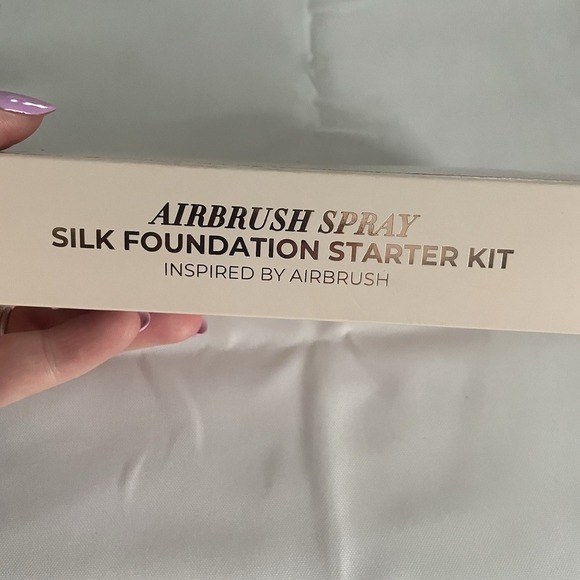 AIRBRUSH SPRAY
SILK FOUNDATION STARTER KIT
INSPIRED BY AIRBRUSH